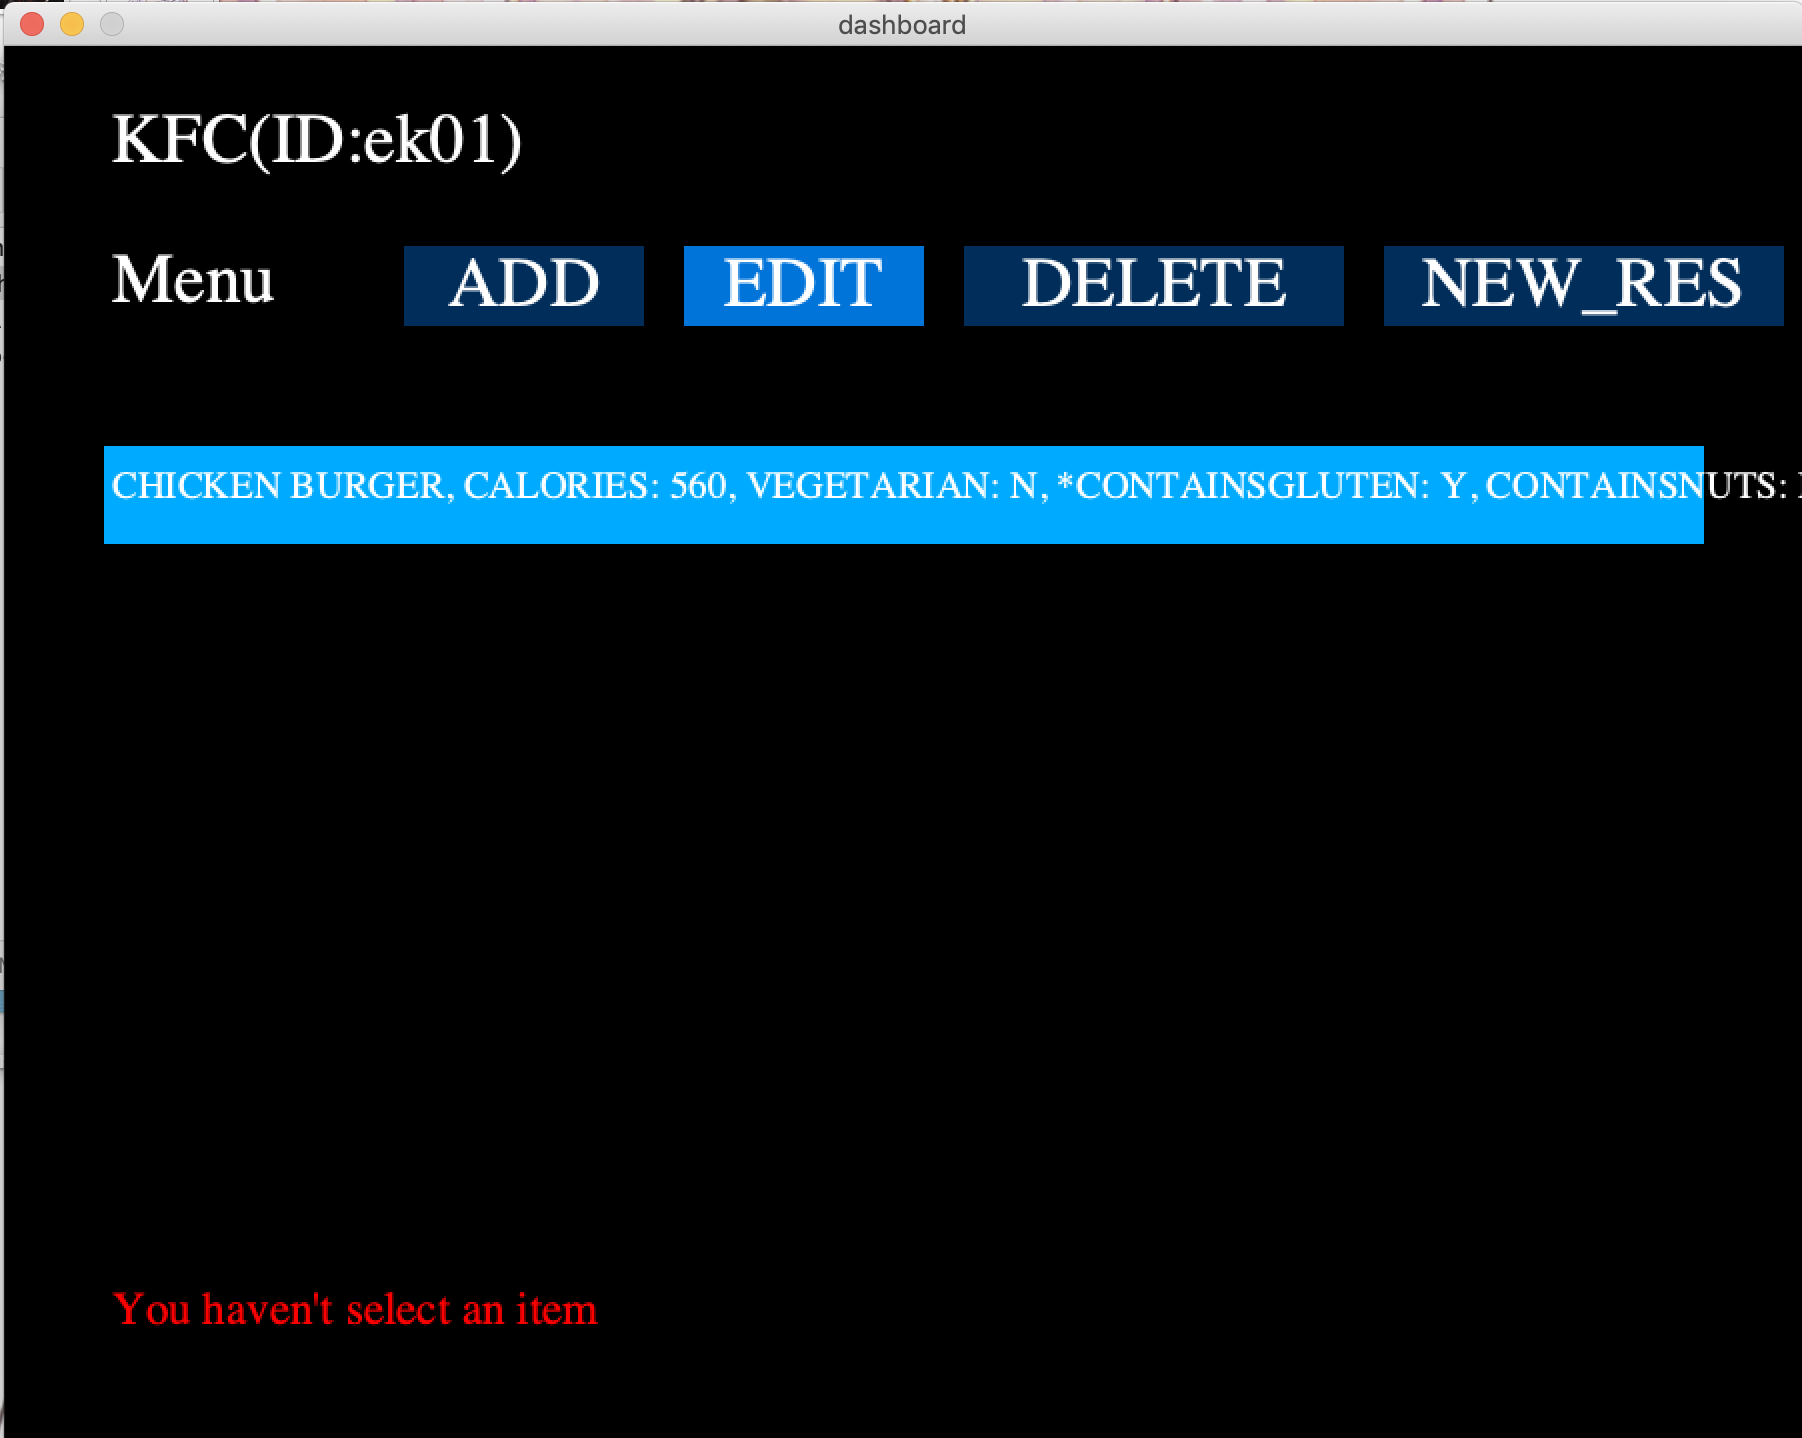 dashboard
KFC(ID:ek01)
Menu ADD EDIT DELETE NEW_RES
CHICKEN BURGER, CALORIES: 560, VEGETARIAN: N, *CONTAINSGLUTEN: Y, CONTAINSNUTS:
You haven't select an item